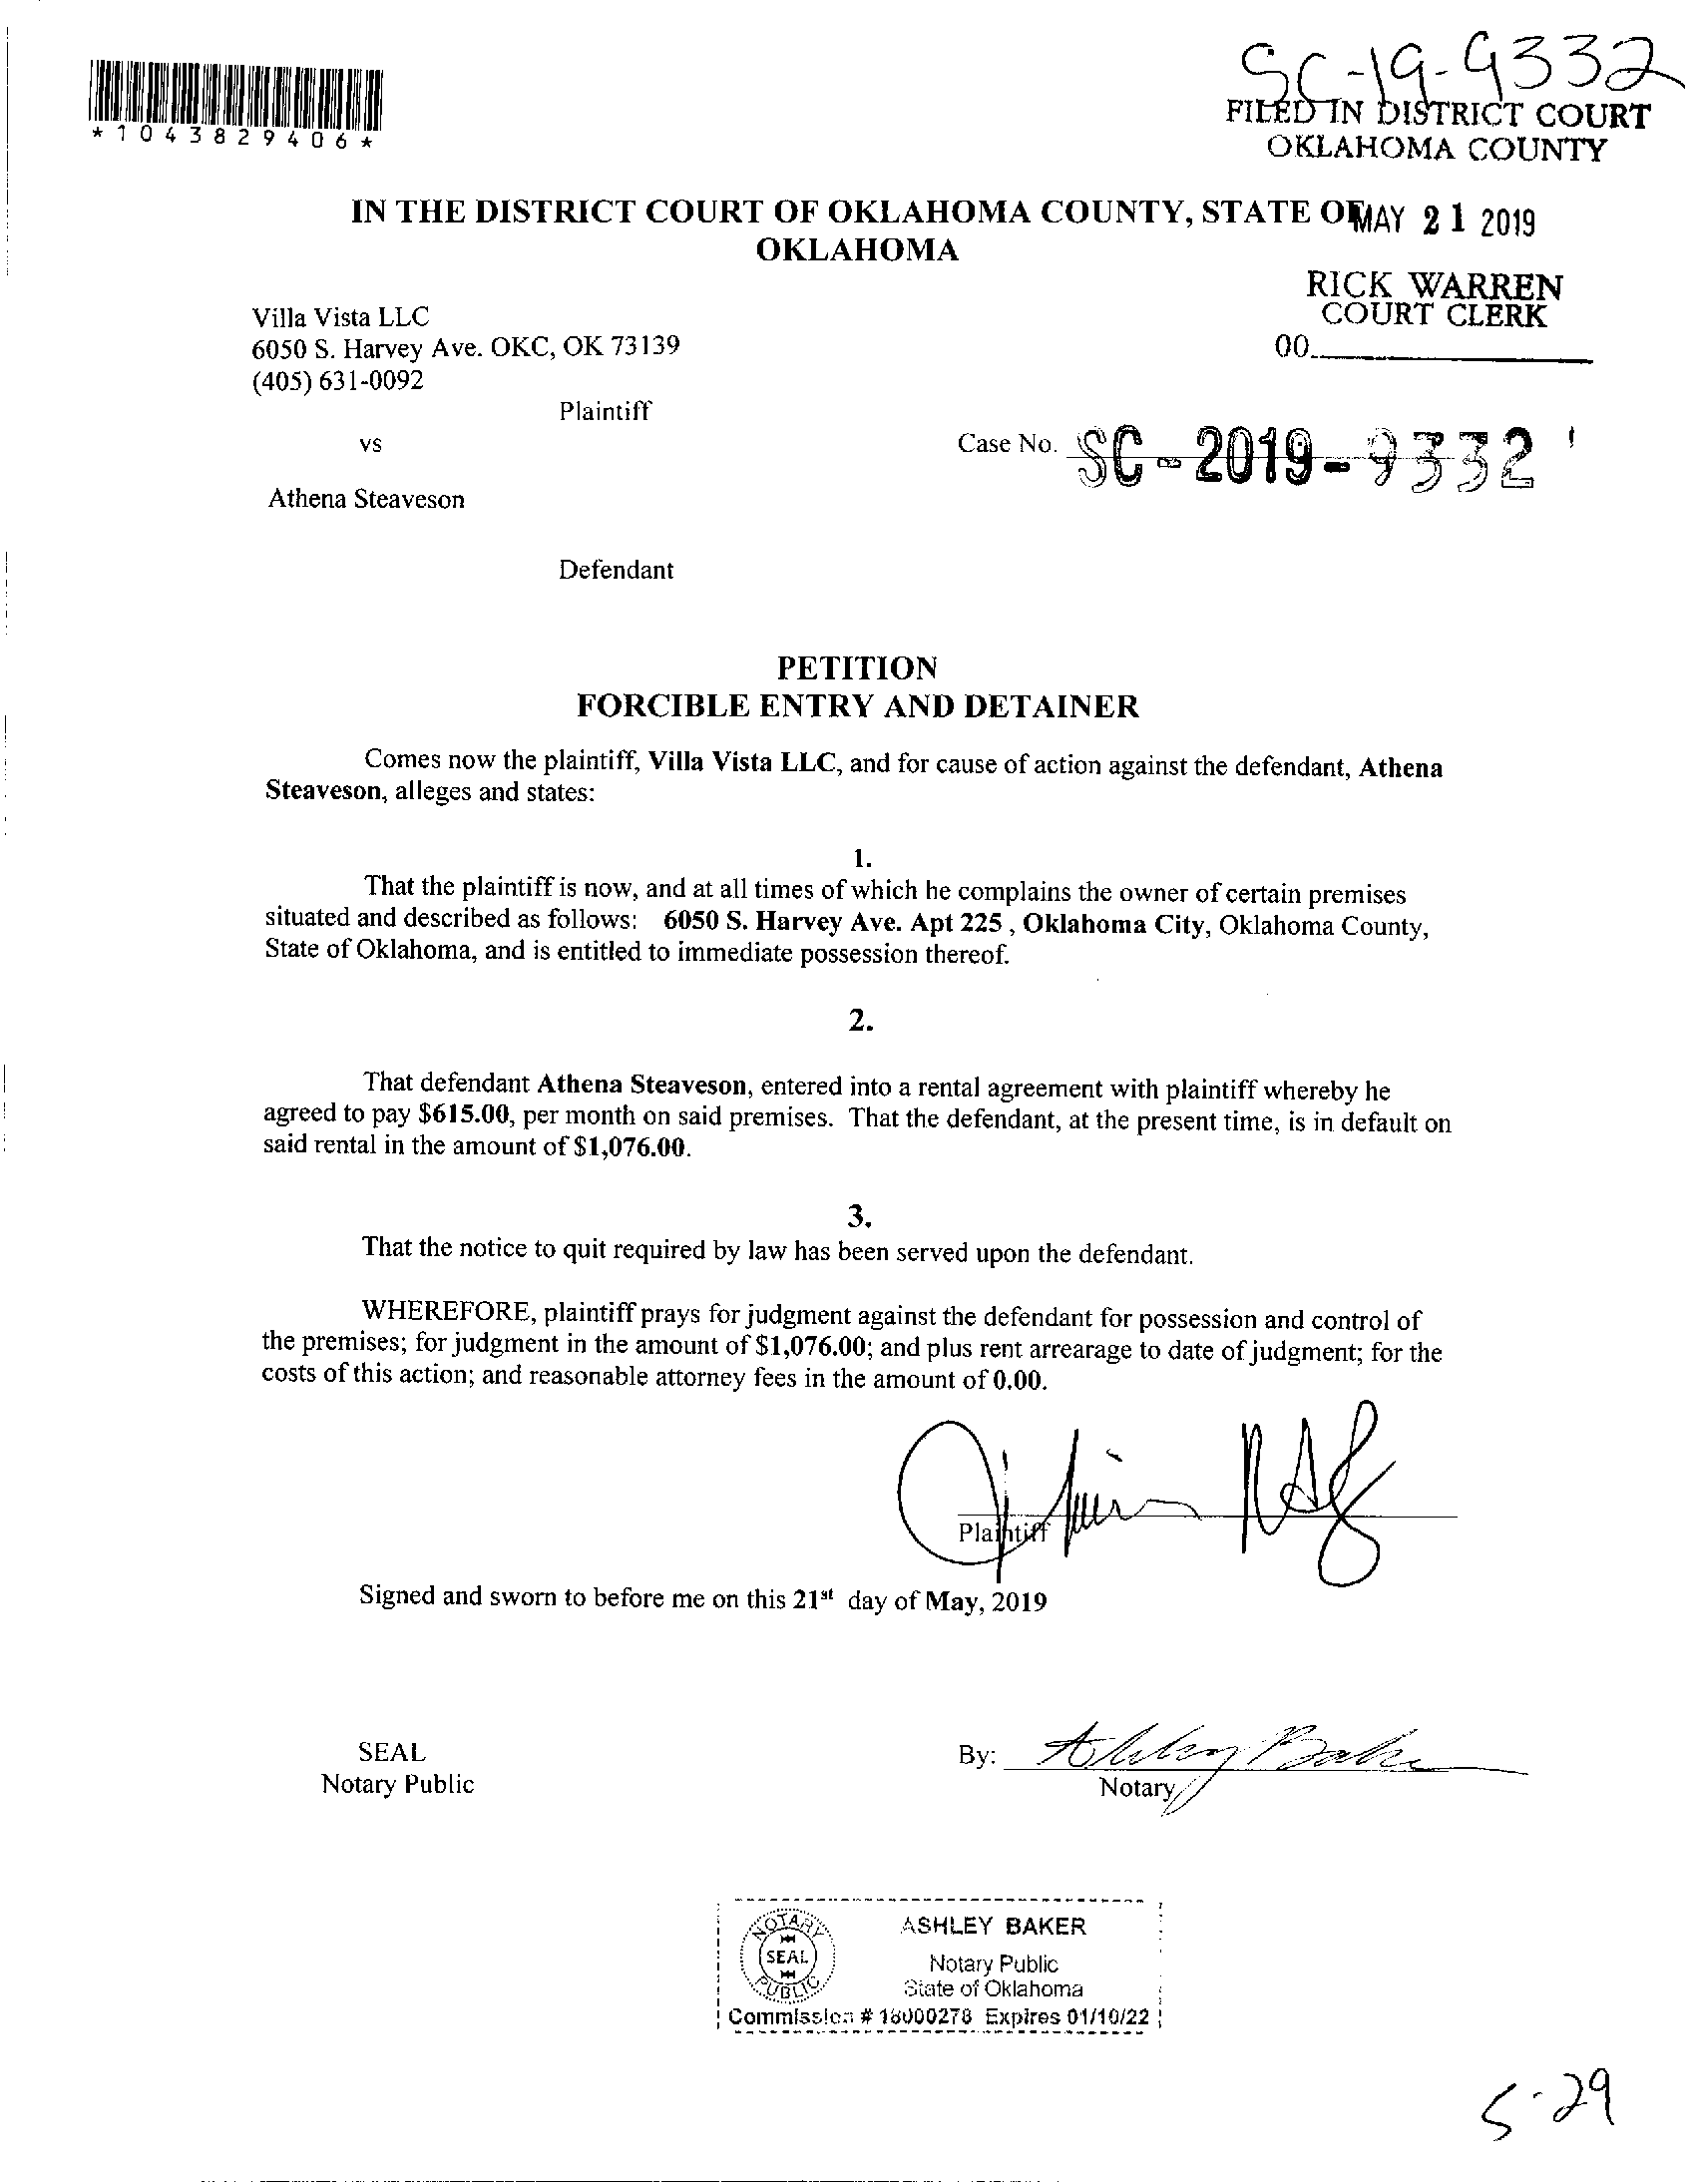 SC-19-9332
*1043829406*
FILED IN DISTRICT COURT
OKLAHOMA COUNTY
IN THE DISTRICT COURT OF OKLAHOMA COUNTY, STATE OF
OKLAHOMA
MAY 21 2019
RICK WARREN
COURT CLERK
00
Villa Vista LLC
6050 S. Harvey Ave. OKC, OK 73139
(405) 631-0092
Plaintiff
vs
Case No. SC-2019-9332
Athena Steaveson
Defendant
PETITION
FORCIBLE ENTRY AND DETAINER
Comes now the plaintiff, Villa Vista LLC, and for cause of action against the defendant, Athena
Steaveson, alleges and states:
1.
That the plaintiff is now, and at all times of which he complains the owner of certain premises
situated and described as follows: 6050 S. Harvey Ave. Apt 225 , Oklahoma City, Oklahoma County,
State of Oklahoma, and is entitled to immediate possession thereof.
2.
That defendant Athena Steaveson, entered into a rental agreement with plaintiff whereby he
agreed to pay $615.00, per month on said premises. That the defendant, at the present time, is in default on
said rental in the amount of $1,076.00.
3.
That the notice to quit required by law has been served upon the defendant.
WHEREFORE, plaintiff prays for judgment against the defendant for possession and control of
the premises; for judgment in the amount of $1,076.00; and plus rent arrearage to date of judgment; for the
costs of this action; and reasonable attorney fees in the amount of 0.00.
Plaintiff
Signed and sworn to before me on this 21st day of May, 2019
SEAL
Notary Public
By: Ashley Baker
Notary
NOTARY
SEAL
PUBLIC
ASHLEY BAKER
Notary Public
State of Oklahoma
Commission # 18000278 Expires 01/10/22
5-29